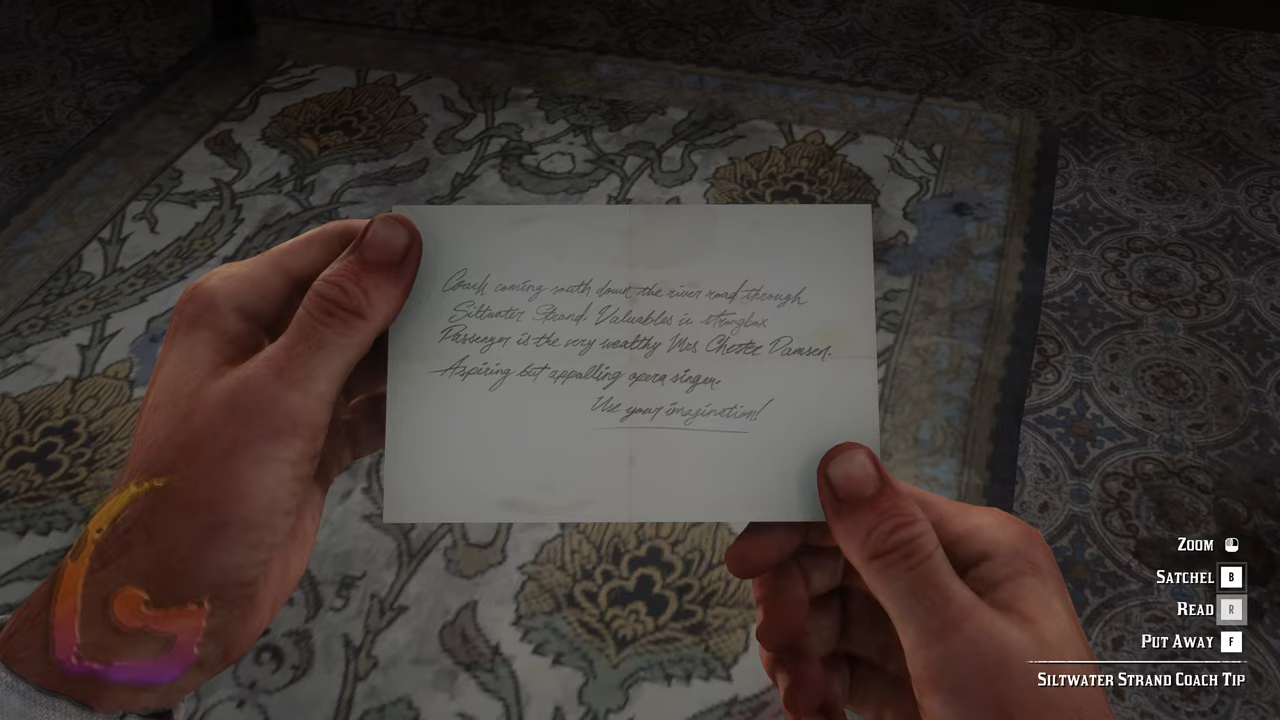 Coach coming south down the river road through
Siltwater Strand. Valuables in strongbox
Passenger is the very wealthy Mrs Chester Damsen.
Aspiring but appalling opera singer.
Use your imagination!
G
ZOOM
SATCHEL B
READ R
PUT AWAY F
SILTWATER STRAND COACH TIP